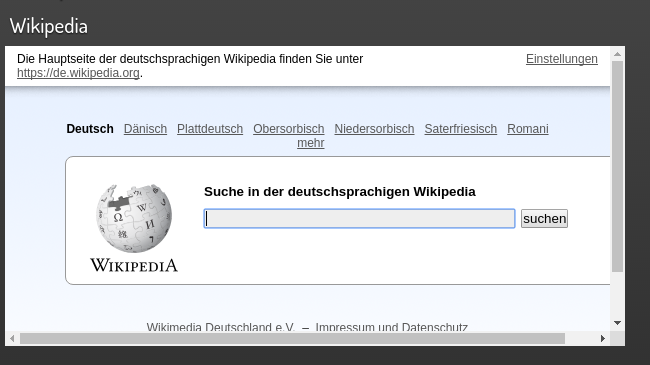 Wikipedia
Die Hauptseite der deutschsprachigen Wikipedia finden Sie unter
https://de.wikipedia.org.
Einstellungen
Deutsch Dänisch Plattdeutsch Obersorbisch Niedersorbisch Saterfriesisch Romani
mehr
Suche in der deutschsprachigen Wikipedia
suchen
WIKIPEDIA
Wikimedia Deutschland e.V. – Impressum und Datenschutz